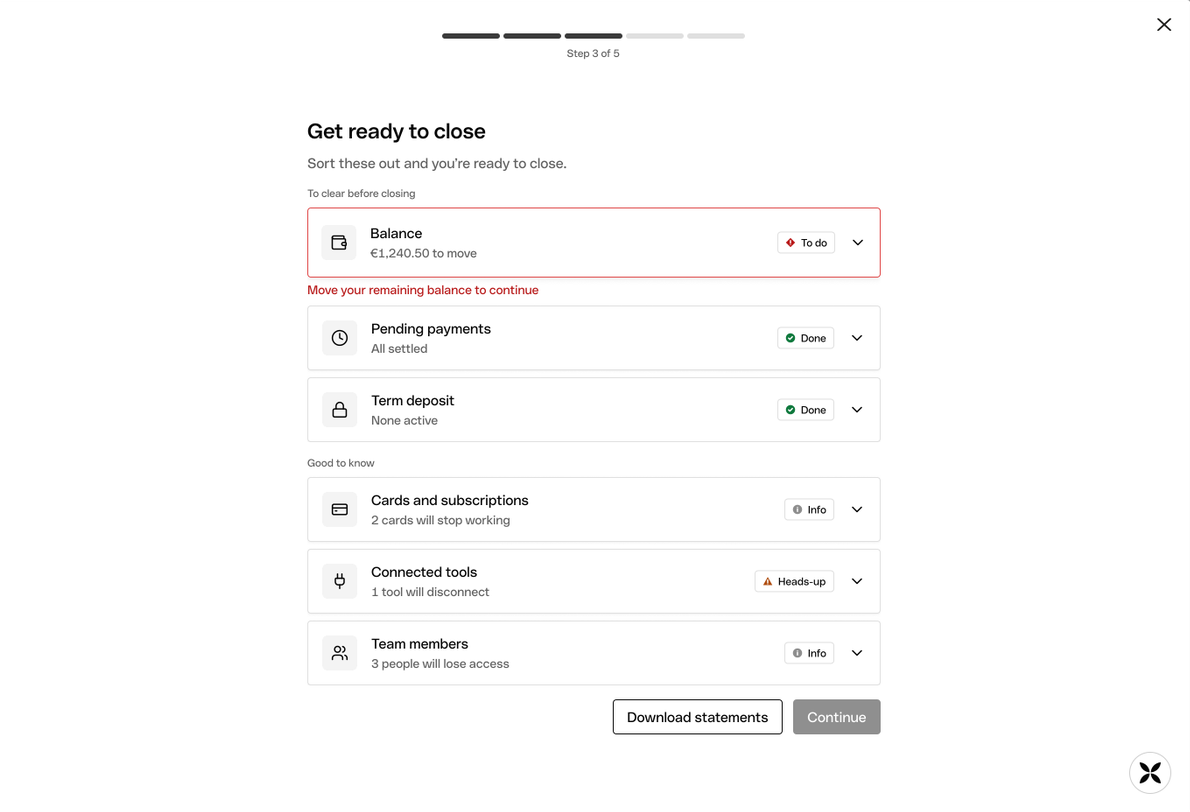 Step 3 of 5
Get ready to close
Sort these out and you're ready to close.
To clear before closing
Balance
€1,240.50 to move
To do
Move your remaining balance to continue
Pending payments
All settled
Done
Term deposit
None active
Done
Good to know
Cards and subscriptions
2 cards will stop working
Info
Connected tools
1 tool will disconnect
Heads-up
Team members
3 people will lose access
Info
Download statements
Continue